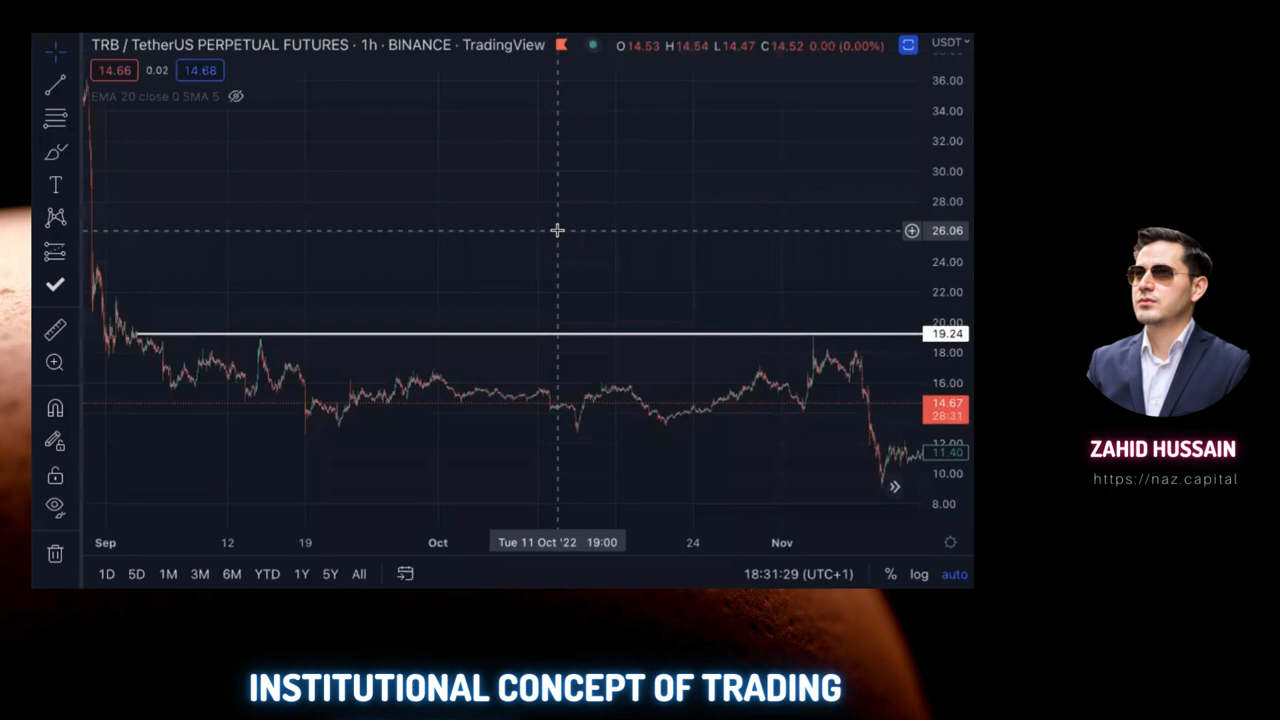 TRB / TetherUS PERPETUAL FUTURES · 1h · BINANCE · TradingView O14.53 H14.54 L14.47 C14.52 0.00 (0.00%) USDT
14.66 0.02 14.68
EMA 20 close 0 SMA 5
36.00
34.00
32.00
30.00
28.00
26.06
24.00
22.00
20.00
19.24
18.00
16.00
14.67
28:31
12.00
11.40
10.00
8.00
Sep 12 19 Oct Tue 11 Oct '22 19:00 24 Nov
1D 5D 1M 3M 6M YTD 1Y 5Y All 18:31:29 (UTC+1) % log auto
ZAHID HUSSAIN
https://naz.capital
INSTITUTIONAL CONCEPT OF TRADING